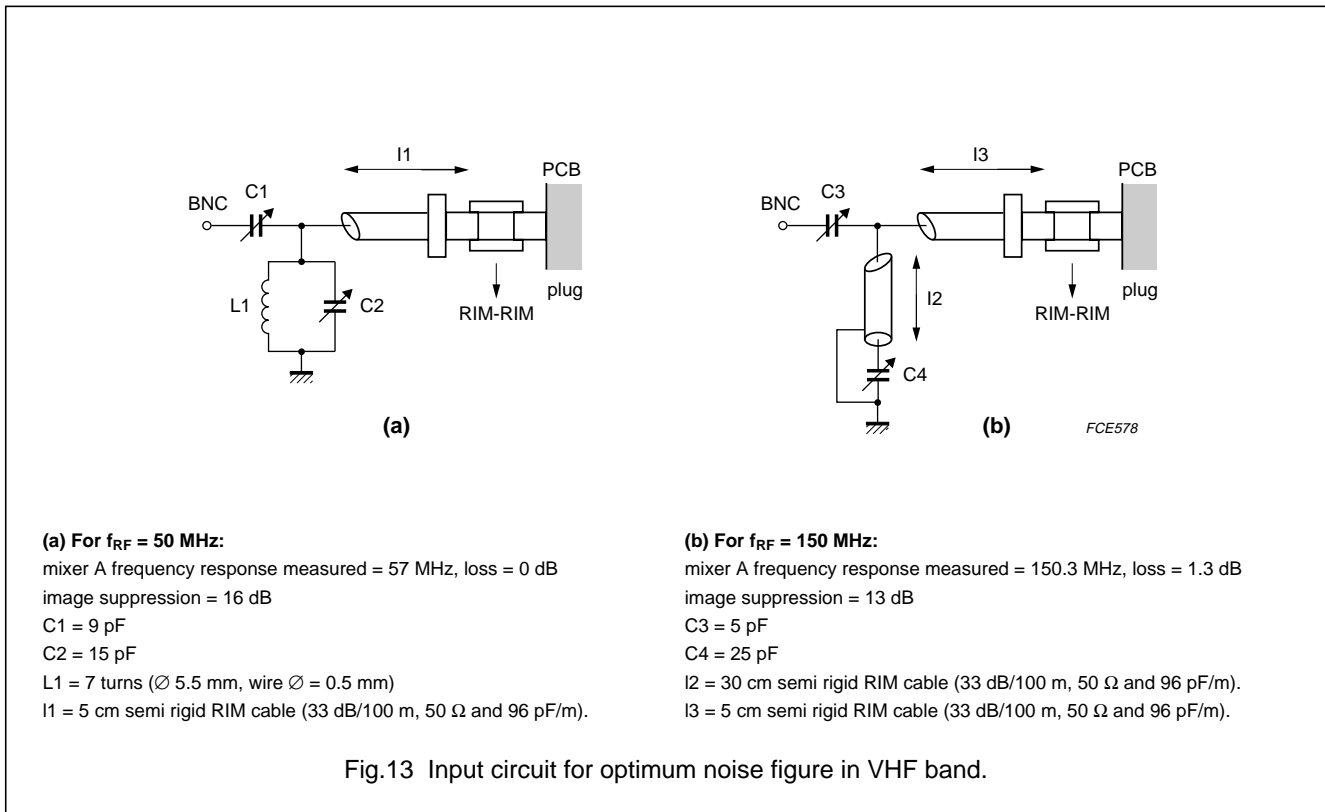 I1
PCB
BNC
C1
L1
C2
RIM-RIM
plug
(a)
I3
PCB
BNC
C3
I2
C4
RIM-RIM
plug
(b)
FCE578
(a) For fRF = 50 MHz:
mixer A frequency response measured = 57 MHz, loss = 0 dB
image suppression = 16 dB
C1 = 9 pF
C2 = 15 pF
L1 = 7 turns (∅ 5.5 mm, wire ∅ = 0.5 mm)
I1 = 5 cm semi rigid RIM cable (33 dB/100 m, 50 Ω and 96 pF/m).
(b) For fRF = 150 MHz:
mixer A frequency response measured = 150.3 MHz, loss = 1.3 dB
image suppression = 13 dB
C3 = 5 pF
C4 = 25 pF
I2 = 30 cm semi rigid RIM cable (33 dB/100 m, 50 Ω and 96 pF/m).
I3 = 5 cm semi rigid RIM cable (33 dB/100 m, 50 Ω and 96 pF/m).
Fig.13 Input circuit for optimum noise figure in VHF band.